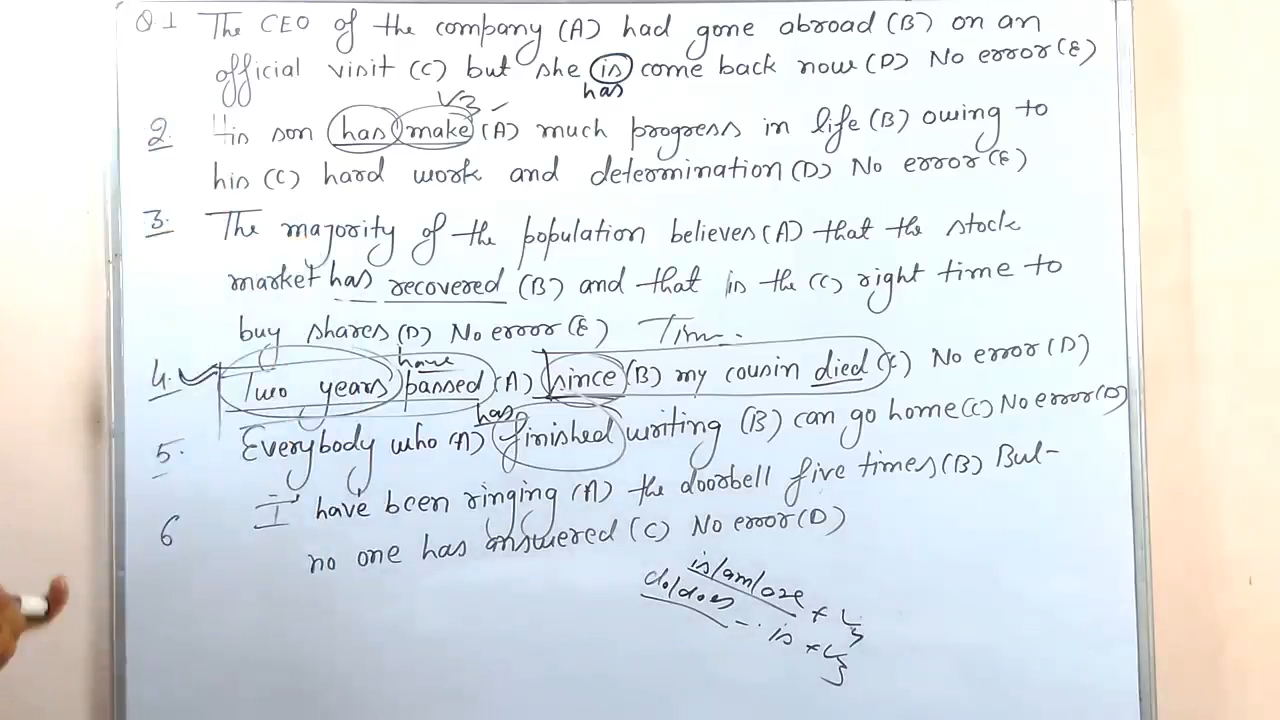 Q.1 The CEO of the company (A) had gone abroad (B) on an
official visit (C) but she is come back now (D) No error (E)
has
V3
2. His son has make (A) much progress in life (B) owing to
his (C) hard work and determination (D) No error (E)
3. The majority of the population believes (A) that the stock
market has recovered (B) and that is the (C) right time to
buy shares (D) No error (E) Tim
have
4. Two years passed (A) since (B) my cousin died (C) No error (D)
has
5. Everybody who (A) finished writing (B) can go home (C) No error (D)
6 I have been ringing (A) the doorbell five times (B) But
no one has answered (C) No error (D)
is/am/are + V3
do/does - is + V3